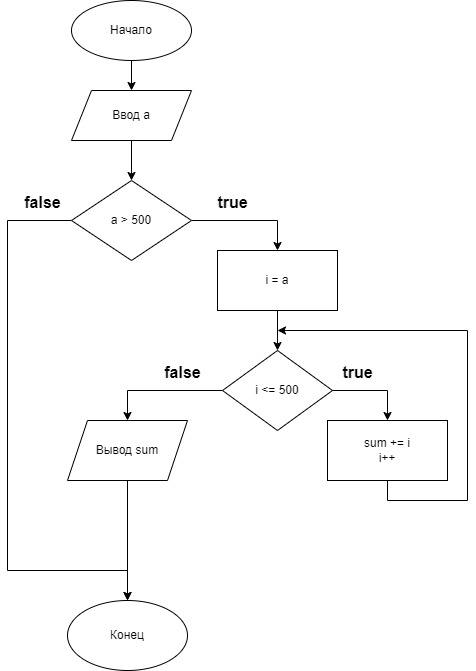 Начало
Ввод a
false
true
a > 500
i = a
false
true
i <= 500
Вывод sum
sum += i
i++
Конец